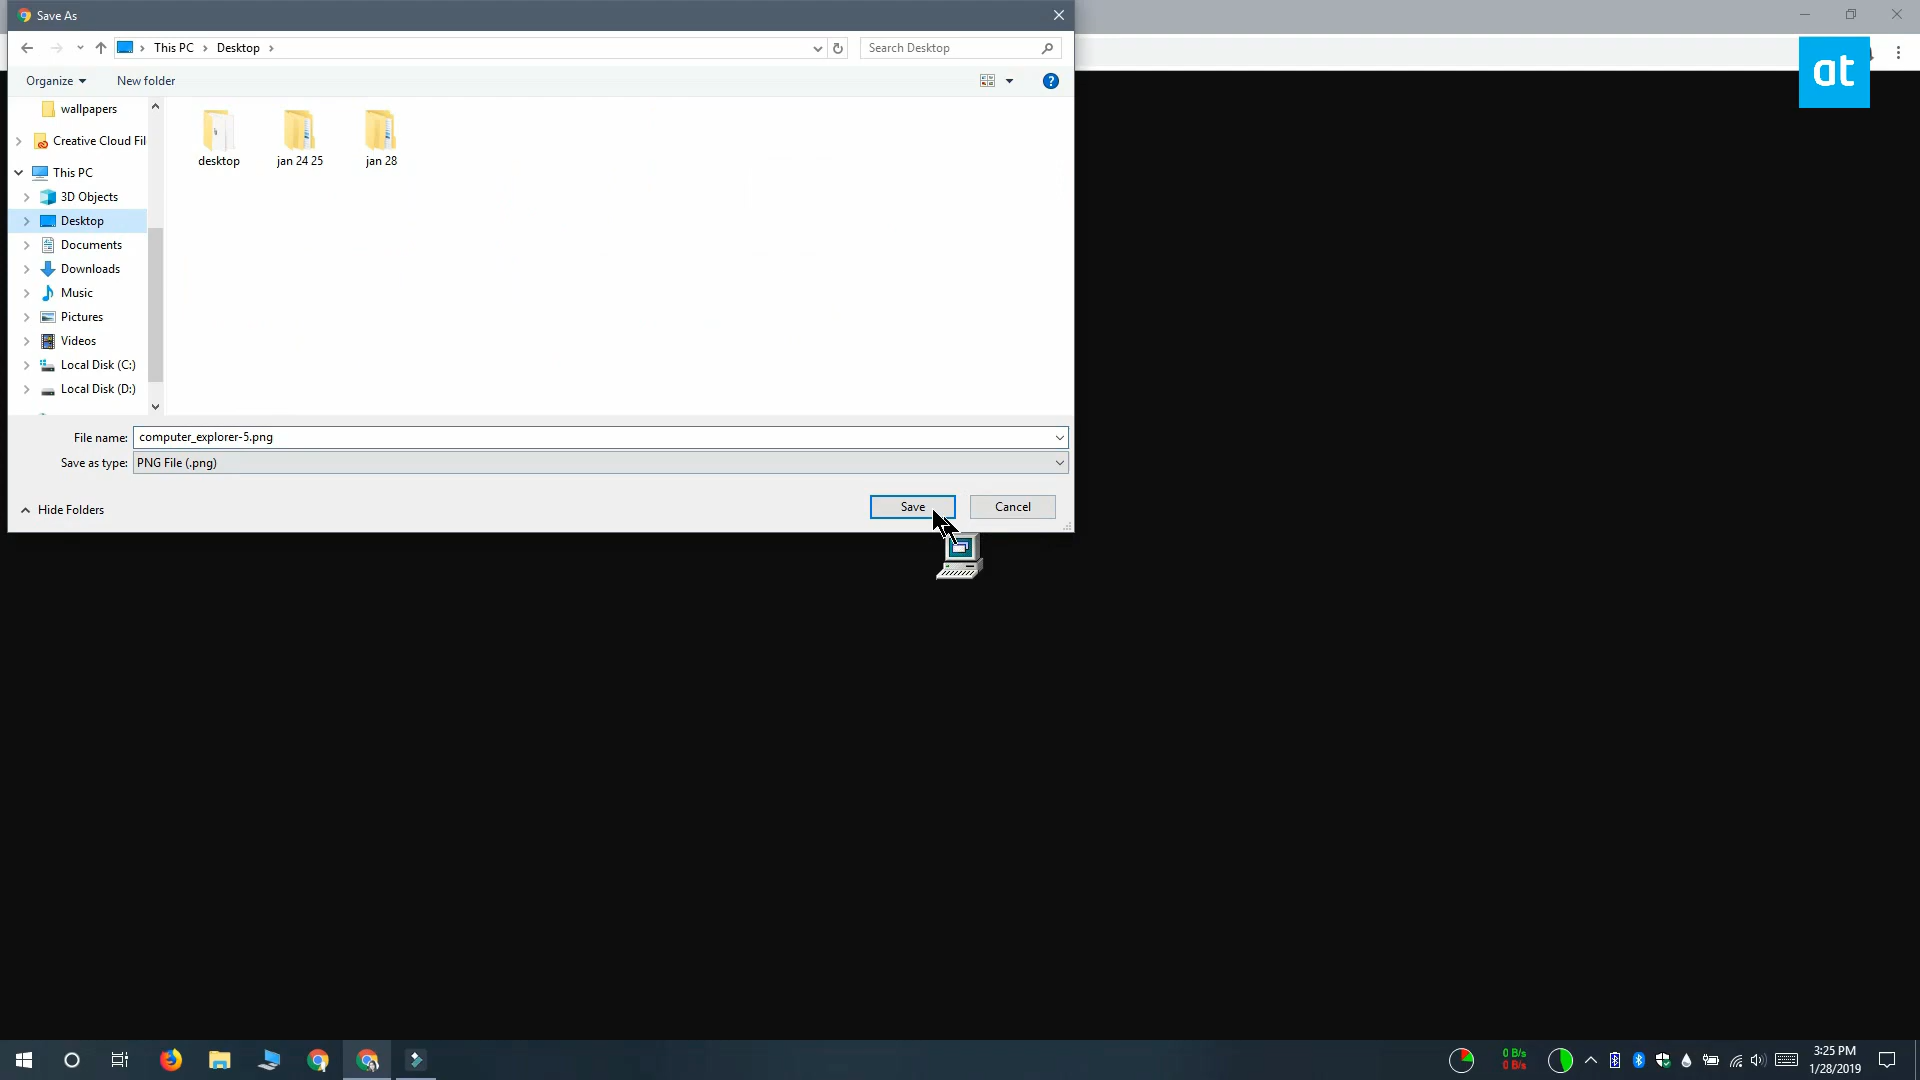 Save As
This PC
Desktop
Search Desktop
at
Organize
New folder
?
wallpapers
Creative Cloud Fil
This PC
3D Objects
Desktop
Documents
Downloads
Music
Pictures
Videos
Local Disk (C:)
Local Disk (D:)
desktop
jan 24 25
jan 28
File name:
computer_explorer-5.png
Save as type:
PNG File (.png)
Hide Folders
Save
Cancel
0 B/s
0 B/s
3:25 PM
1/28/2019